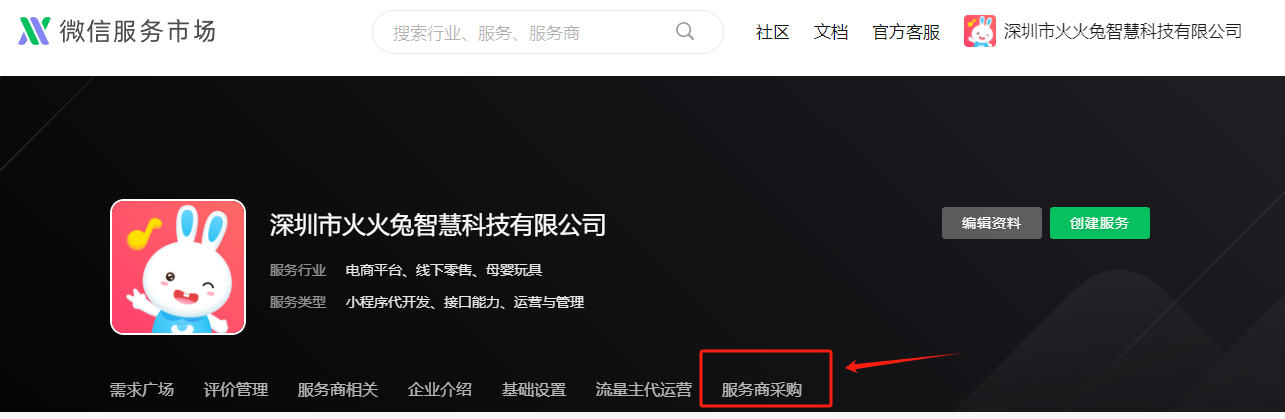 微信服务市场 搜索行业、服务、服务商 社区 文档 官方客服 深圳市火火兔智慧科技有限公司
深圳市火火兔智慧科技有限公司 编辑资料 创建服务
服务行业 电商平台、线下零售、母婴玩具
服务类型 小程序代开发、接口能力、运营与管理
需求广场 评价管理 服务商相关 企业介绍 基础设置 流量主代运营 服务商采购